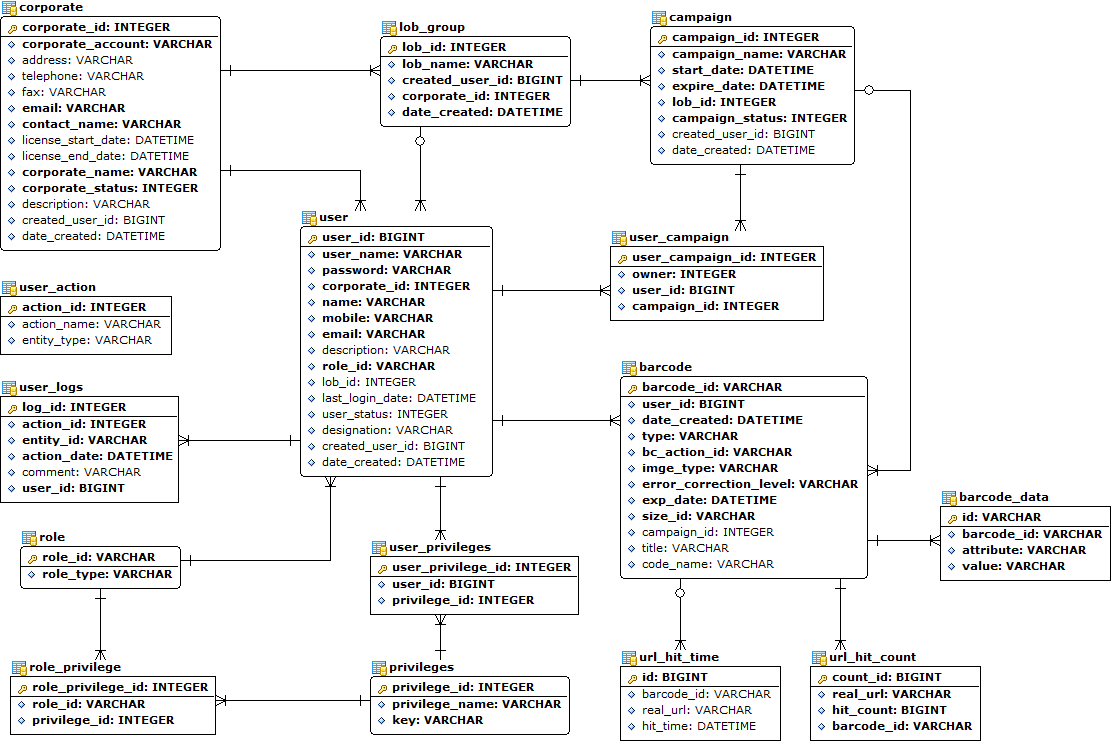 corporate
corporate_id: INTEGER
corporate_account: VARCHAR
address: VARCHAR
telephone: VARCHAR
fax: VARCHAR
email: VARCHAR
contact_name: VARCHAR
license_start_date: DATETIME
license_end_date: DATETIME
corporate_name: VARCHAR
corporate_status: INTEGER
description: VARCHAR
created_user_id: BIGINT
date_created: DATETIME
lob_group
lob_id: INTEGER
lob_name: VARCHAR
created_user_id: BIGINT
corporate_id: INTEGER
date_created: DATETIME
campaign
campaign_id: INTEGER
campaign_name: VARCHAR
start_date: DATETIME
expire_date: DATETIME
lob_id: INTEGER
campaign_status: INTEGER
created_user_id: BIGINT
date_created: DATETIME
user
user_id: BIGINT
user_name: VARCHAR
password: VARCHAR
corporate_id: INTEGER
name: VARCHAR
mobile: VARCHAR
email: VARCHAR
description: VARCHAR
role_id: VARCHAR
lob_id: INTEGER
last_login_date: DATETIME
user_status: INTEGER
designation: VARCHAR
created_user_id: BIGINT
date_created: DATETIME
user_campaign
user_campaign_id: INTEGER
owner: INTEGER
user_id: BIGINT
campaign_id: INTEGER
user_action
action_id: INTEGER
action_name: VARCHAR
entity_type: VARCHAR
user_logs
log_id: INTEGER
action_id: INTEGER
entity_id: VARCHAR
action_date: DATETIME
comment: VARCHAR
user_id: BIGINT
barcode
barcode_id: VARCHAR
user_id: BIGINT
date_created: DATETIME
type: VARCHAR
bc_action_id: VARCHAR
imge_type: VARCHAR
error_correction_level: VARCHAR
exp_date: DATETIME
size_id: VARCHAR
campaign_id: INTEGER
title: VARCHAR
code_name: VARCHAR
barcode_data
id: VARCHAR
barcode_id: VARCHAR
attribute: VARCHAR
value: VARCHAR
role
role_id: VARCHAR
role_type: VARCHAR
user_privileges
user_privilege_id: INTEGER
user_id: BIGINT
privilege_id: INTEGER
role_privilege
role_privilege_id: INTEGER
role_id: VARCHAR
privilege_id: INTEGER
privileges
privilege_id: INTEGER
privilege_name: VARCHAR
key: VARCHAR
url_hit_time
id: BIGINT
barcode_id: VARCHAR
real_url: VARCHAR
hit_time: DATETIME
url_hit_count
count_id: BIGINT
real_url: VARCHAR
hit_count: BIGINT
barcode_id: VARCHAR